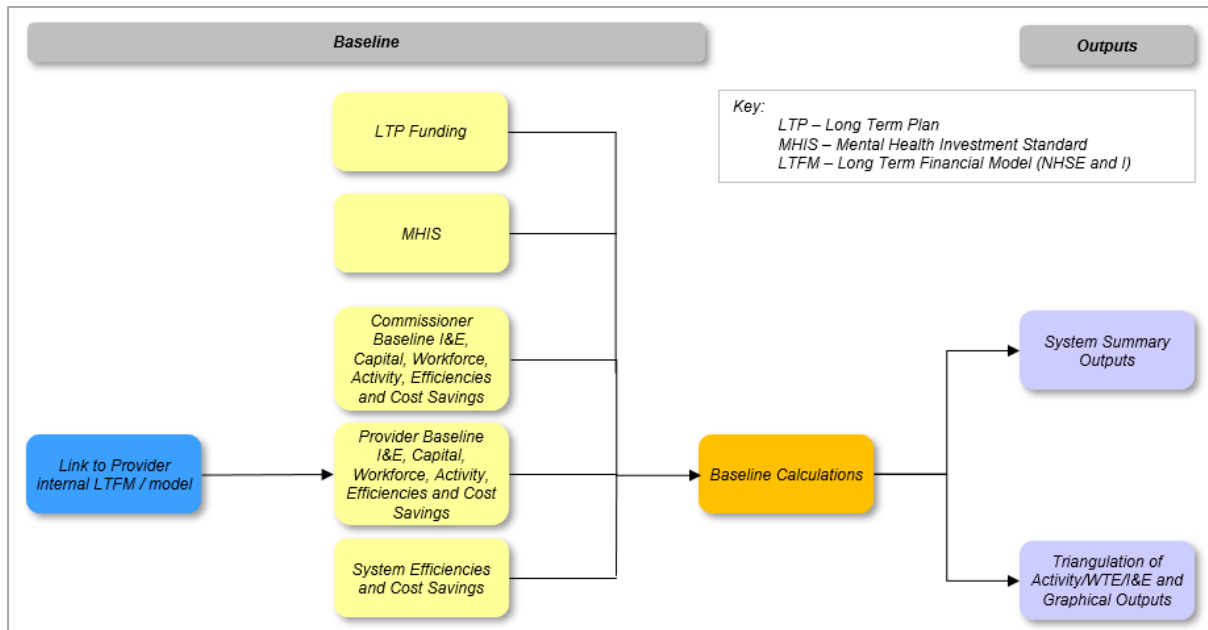 Baseline
Outputs
Key:
LTP – Long Term Plan
MHIS – Mental Health Investment Standard
LTFM – Long Term Financial Model (NHSE and I)
LTP Funding
MHIS
Commissioner
Baseline I&E,
Capital, Workforce,
Activity, Efficiencies
and Cost Savings
Link to Provider
internal LTFM / model
Provider Baseline
I&E, Capital,
Workforce, Activity,
Efficiencies and Cost
Savings
System Efficiencies
and Cost Savings
Baseline Calculations
System Summary
Outputs
Triangulation of
Activity/WTE/I&E and
Graphical Outputs